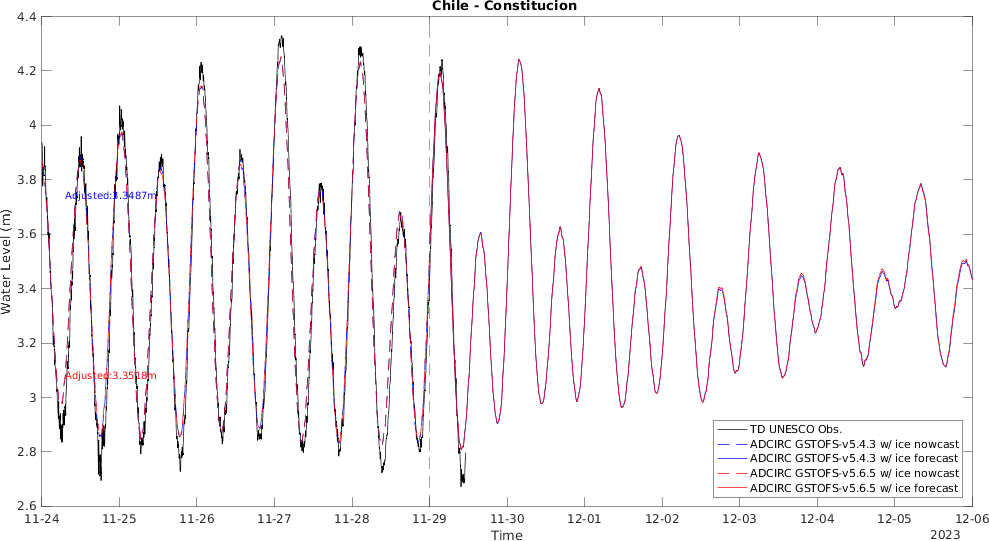 Chile - Constitucion
4.4
4.2
4
3.8
3.6
3.4
3.2
3
2.8
2.6
Water Level (m)
Adjusted:3.3487m
Adjusted:3.3518m
TD UNESCO Obs.
ADCIRC GSTOFS-v5.4.3 w/ ice nowcast
ADCIRC GSTOFS-v5.4.3 w/ ice forecast
ADCIRC GSTOFS-v5.6.5 w/ ice nowcast
ADCIRC GSTOFS-v5.6.5 w/ ice forecast
11-24 11-25 11-26 11-27 11-28 11-29 11-30 12-01 12-02 12-03 12-04 12-05 12-06
Time
2023